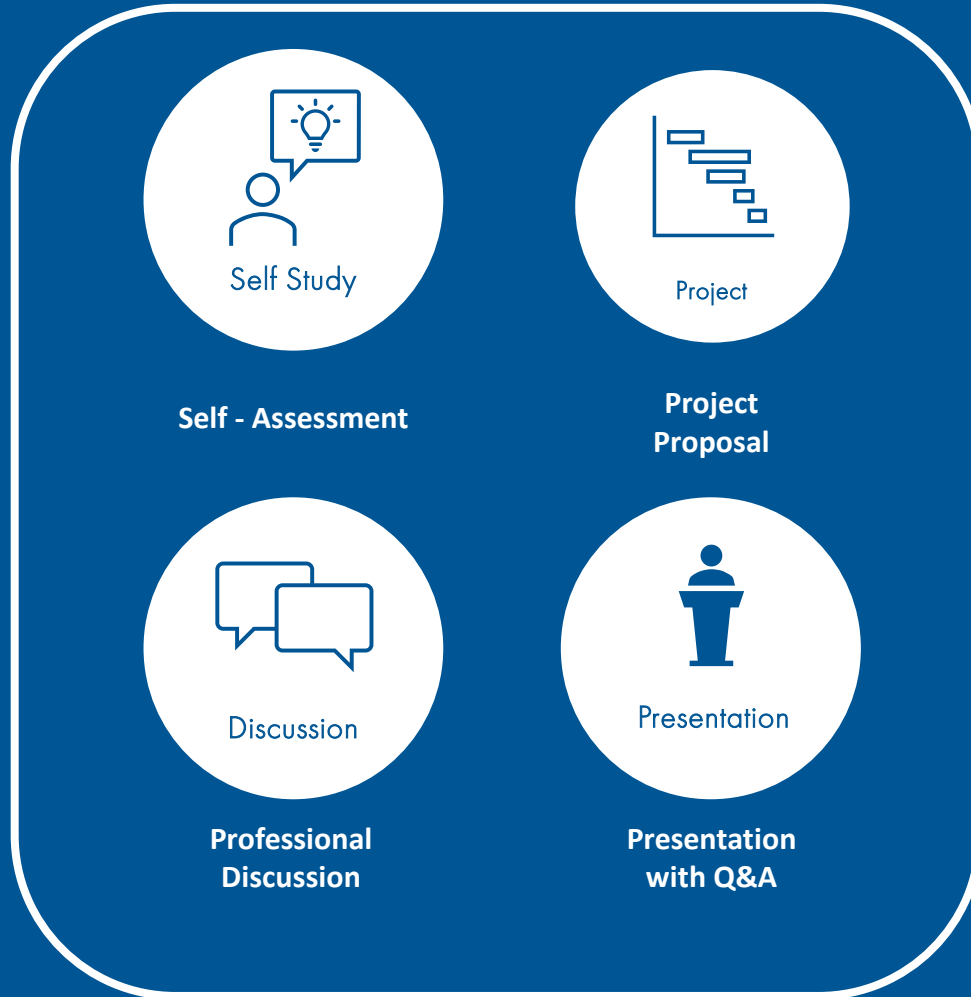 Self Study
Project
Self - Assessment
Project
Proposal
Discussion
Presentation
Professional
Discussion
Presentation
with Q&A